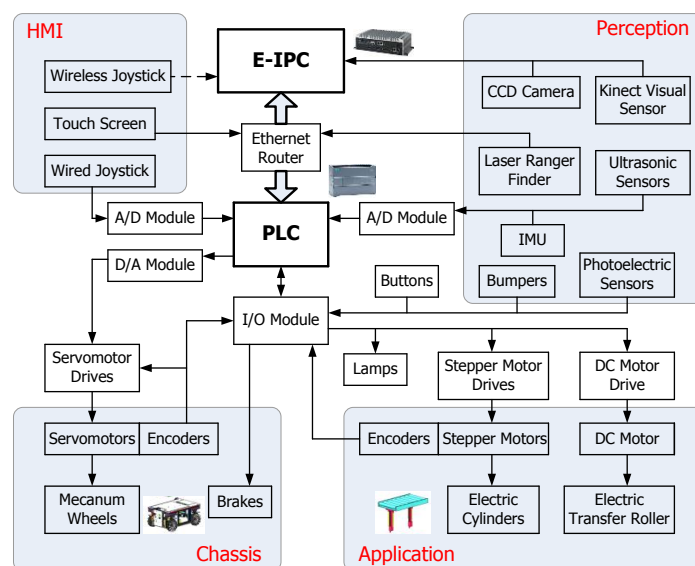 HMI
E-IPC
Perception
Wireless Joystick
CCD Camera
Kinect Visual
Sensor
Touch Screen
Ethernet
Router
Wired Joystick
Laser Ranger
Finder
Ultrasonic
Sensors
A/D Module
PLC
A/D Module
IMU
D/A Module
Buttons
Bumpers
Photoelectric
Sensors
I/O Module
Servomotor
Drives
Lamps
Stepper Motor
Drives
DC Motor
Drive
Servomotors
Encoders
Encoders
Stepper Motors
DC Motor
Mecanum
Wheels
Brakes
Electric
Cylinders
Electric
Transfer Roller
Chassis
Application